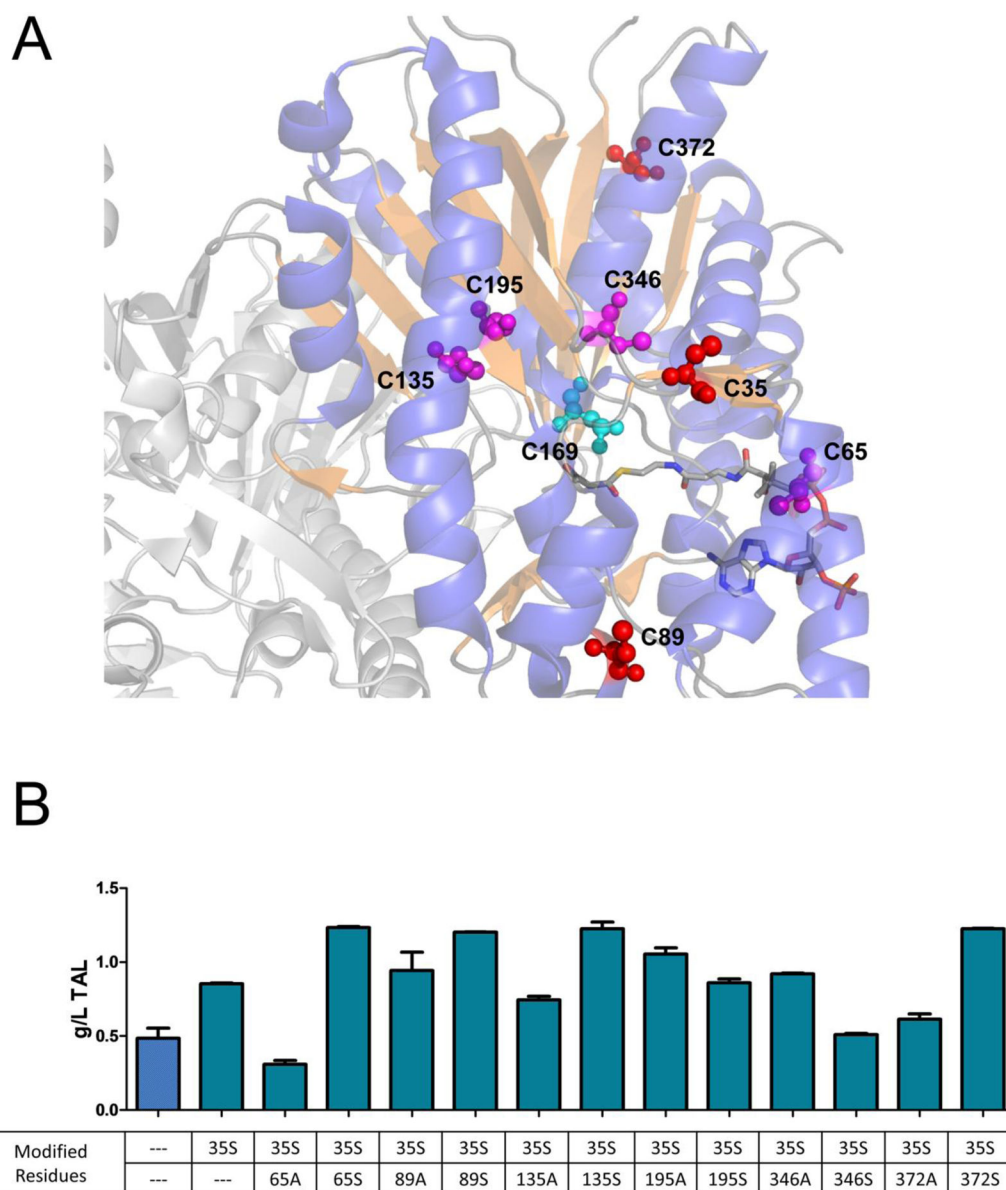 A
C372
C195
C346
C135
C35
C169
C65
C89
B
g/L TAL
1.5
1.0
0.5
0.0
Modified Residues
--- 35S 35S 35S 35S 35S 35S 35S 35S 35S 35S 35S 35S 35S
--- --- 65A 65S 89A 89S 135A 135S 195A 195S 346A 346S 372A 372S